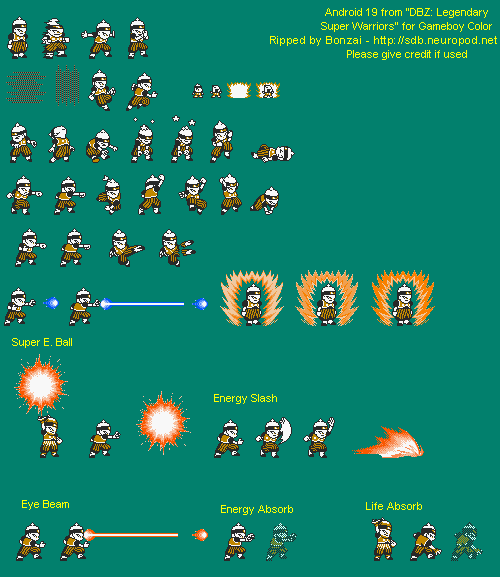 Android 19 from "DBZ: Legendary
Super Warriors" for Gameboy Color
Ripped by Bonzai - http://sdb.neuropod.net
Please give credit if used
Super E. Ball
Energy Slash
Eye Beam
Energy Absorb
Life Absorb